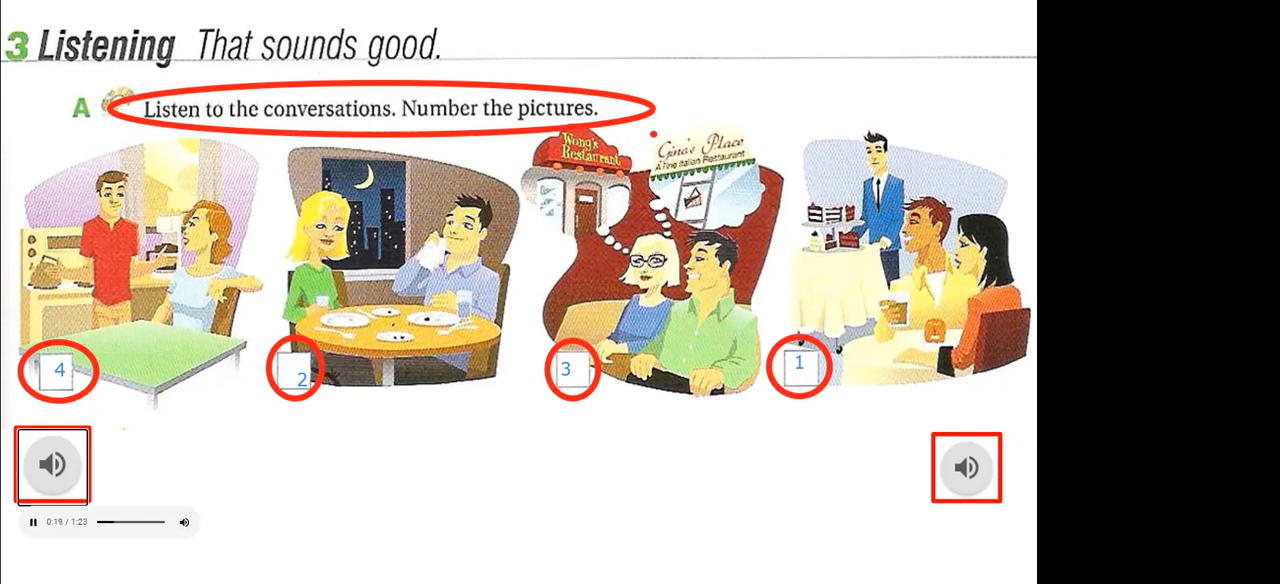 3 Listening That sounds good.
A Listen to the conversations. Number the pictures.
Wong's
Restaurant
Gina's Place
A Fine Italian Restaurant
4
2
3
1
0:19 / 1:23